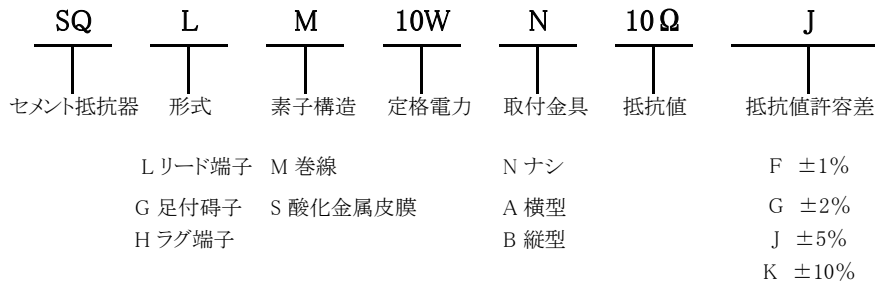 SQ L M 10W N 10Ω J
セメント抵抗器 形式 素子構造 定格電力 取付金具 抵抗値 抵抗値許容差
L リード端子 M 巻線 N ナシ F ±1%
G 足付碍子 S 酸化金属皮膜 A 横型 G ±2%
H ラグ端子 B 縦型 J ±5%
K ±10%